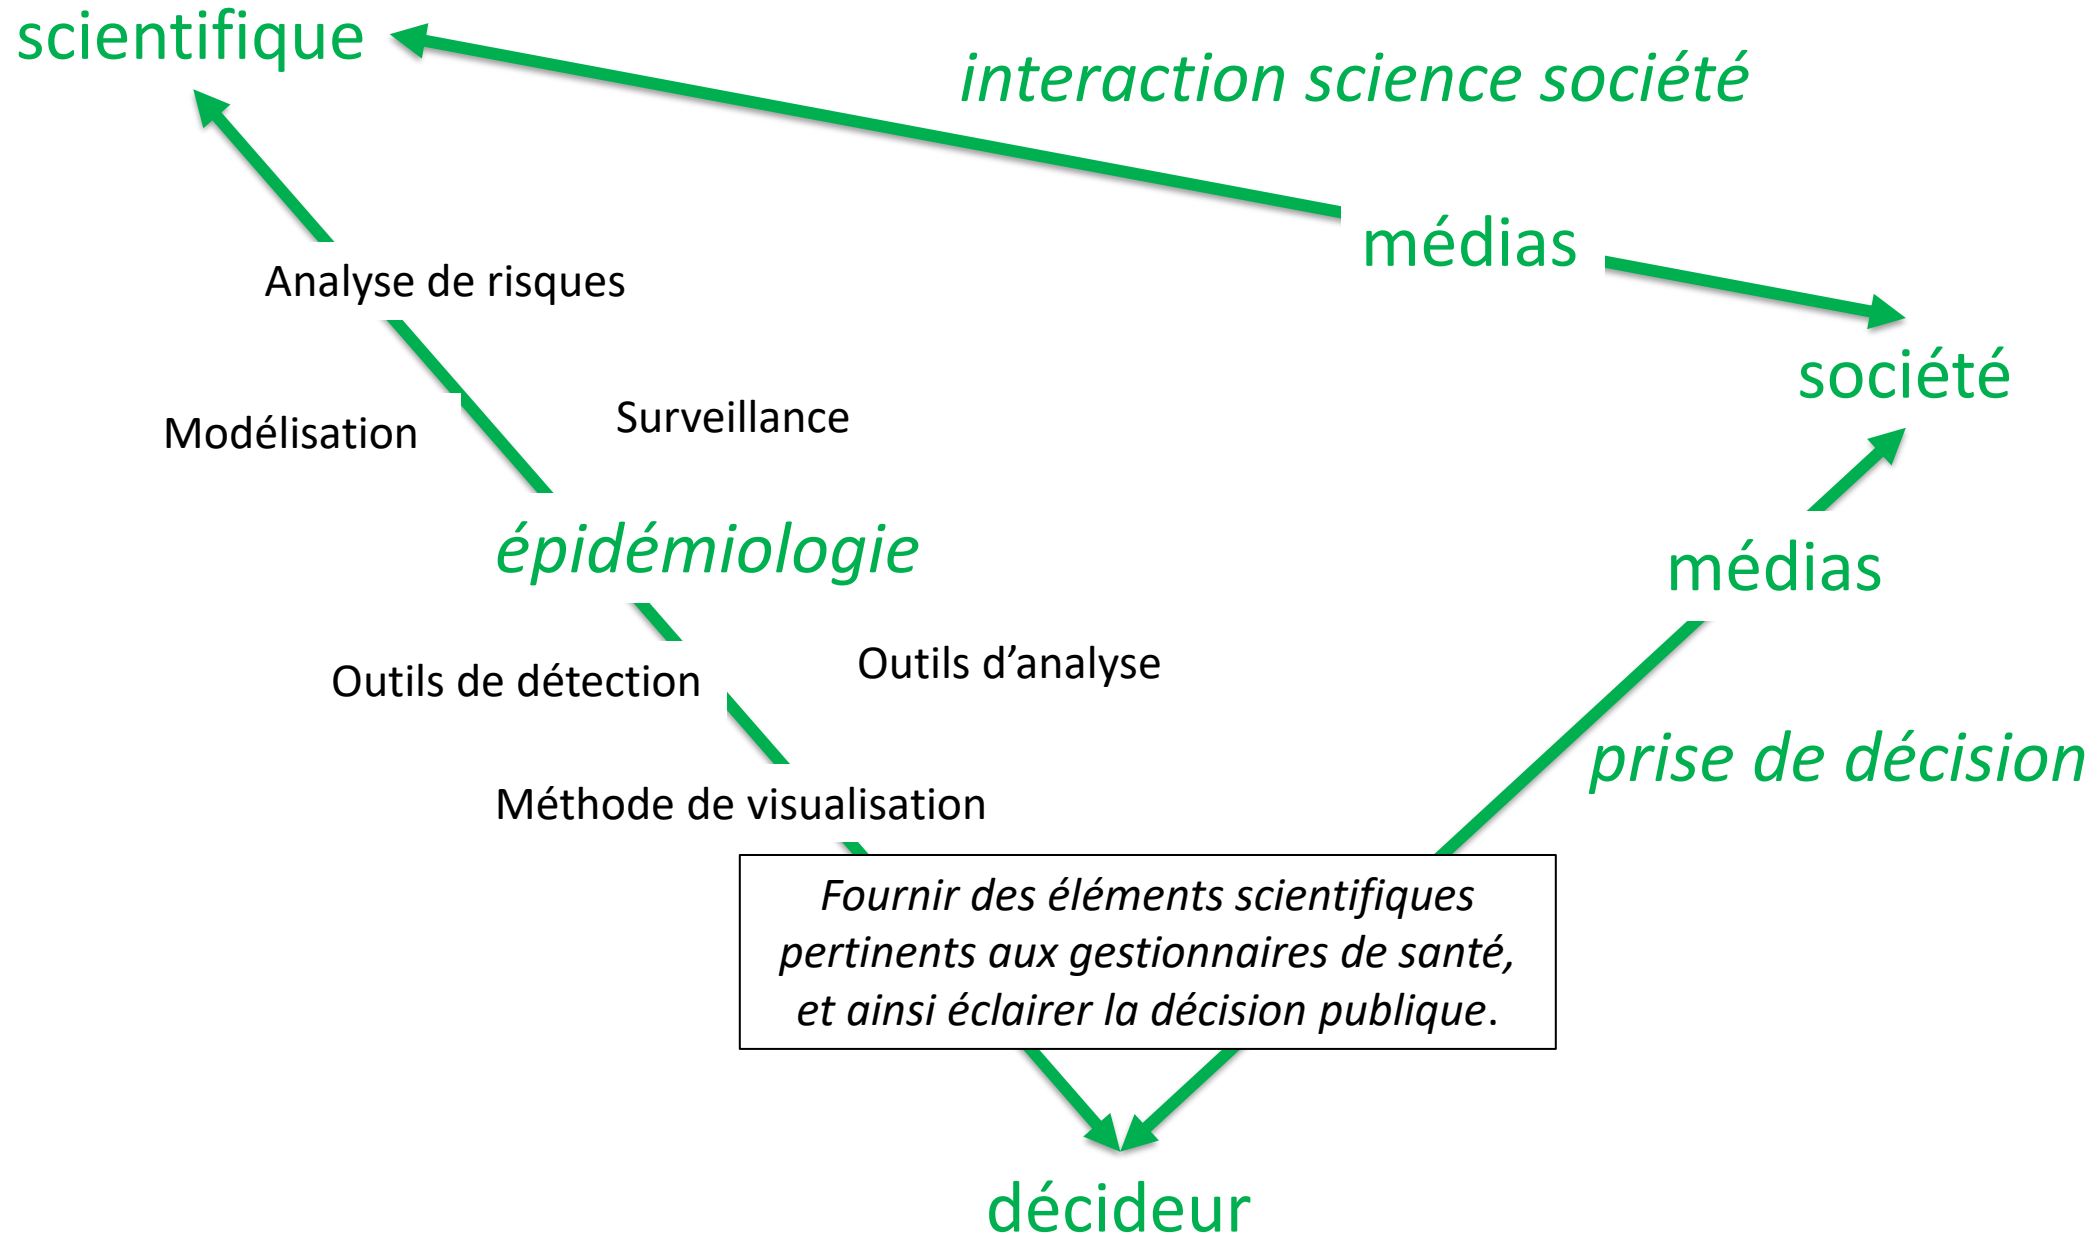 scientifique
interaction science société
médias
Analyse de risques
société
Surveillance
Modélisation
épidémiologie
médias
Outils d’analyse
Outils de détection
prise de décision
Méthode de visualisation
Fournir des éléments scientifiques
pertinents aux gestionnaires de santé,
et ainsi éclairer la décision publique.
décideur